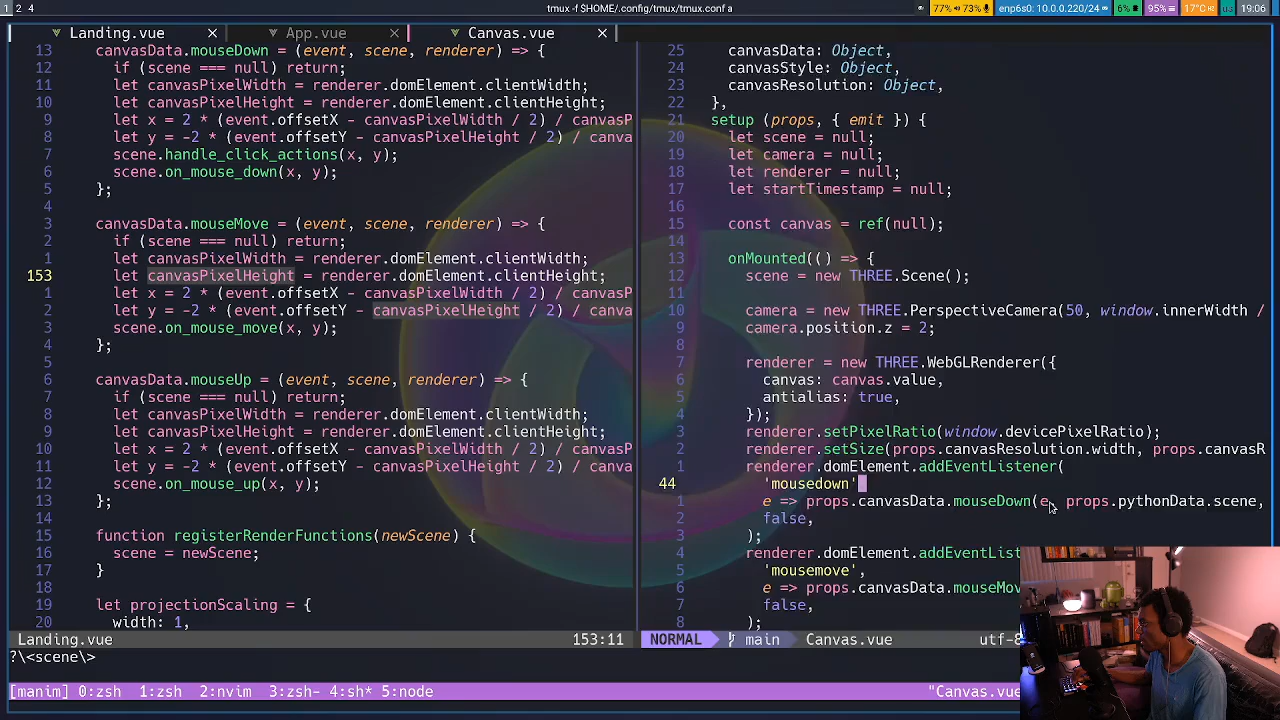 1 2 4
tmux -f $HOME/.config/tmux/tmux.conf a
77% 73% enp6s0: 10.0.0.220/24 6% 95% 17°C us 19:06
Landing.vue App.vue Canvas.vue
13 canvasData.mouseDown = (event, scene, renderer) => {
12 if (scene === null) return;
11 let canvasPixelWidth = renderer.domElement.clientWidth;
10 let canvasPixelHeight = renderer.domElement.clientHeight;
9 let x = 2 * (event.offsetX - canvasPixelWidth / 2) / canvasP
8 let y = -2 * (event.offsetY - canvasPixelHeight / 2) / canva
7 scene.handle_click_actions(x, y);
6 scene.on_mouse_down(x, y);
5 };
4
3 canvasData.mouseMove = (event, scene, renderer) => {
2 if (scene === null) return;
1 let canvasPixelWidth = renderer.domElement.clientWidth;
153 let canvasPixelHeight = renderer.domElement.clientHeight;
1 let x = 2 * (event.offsetX - canvasPixelWidth / 2) / canvasP
2 let y = -2 * (event.offsetY - canvasPixelHeight / 2) / canva
3 scene.on_mouse_move(x, y);
4 };
5
6 canvasData.mouseUp = (event, scene, renderer) => {
7 if (scene === null) return;
8 let canvasPixelWidth = renderer.domElement.clientWidth;
9 let canvasPixelHeight = renderer.domElement.clientHeight;
10 let x = 2 * (event.offsetX - canvasPixelWidth / 2) / canvasP
11 let y = -2 * (event.offsetY - canvasPixelHeight / 2) / canva
12 scene.on_mouse_up(x, y);
13 };
14
15 function registerRenderFunctions(newScene) {
16 scene = newScene;
17 }
18
19 let projectionScaling = {
20 width: 1,
Landing.vue 153:11
25 canvasData: Object,
24 canvasStyle: Object,
23 canvasResolution: Object,
22 },
21 setup (props, { emit }) {
20 let scene = null;
19 let camera = null;
18 let renderer = null;
17 let startTimestamp = null;
16
15 const canvas = ref(null);
14
13 onMounted(() => {
12 scene = new THREE.Scene();
11
10 camera = new THREE.PerspectiveCamera(50, window.innerWidth /
9 camera.position.z = 2;
8
7 renderer = new THREE.WebGLRenderer({
6 canvas: canvas.value,
5 antialias: true,
4 });
3 renderer.setPixelRatio(window.devicePixelRatio);
2 renderer.setSize(props.canvasResolution.width, props.canvasR
1 renderer.domElement.addEventListener(
44 'mousedown'
1 e => props.canvasData.mouseDown(e, props.pythonData.scene,
2 false,
3 );
4 renderer.domElement.addEventListe
5 'mousemove',
6 e => props.canvasData.mouseMov
7 false,
8 );
NORMAL main Canvas.vue utf-8
?\<scene\>
[manim] 0:zsh 1:zsh 2:nvim 3:zsh- 4:sh* 5:node "Canvas.vue